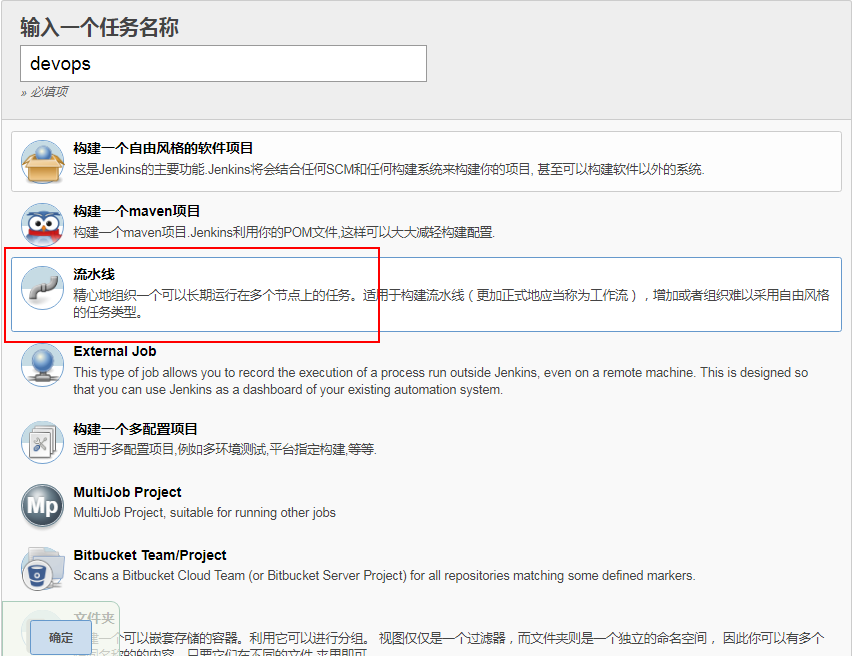 输入一个任务名称
devops
» 必填项
构建一个自由风格的软件项目
这是Jenkins的主要功能.Jenkins将会结合任何SCM和任何构建系统来构建你的项目, 甚至可以构建软件以外的系统.
构建一个maven项目
构建一个maven项目.Jenkins利用你的POM文件,这样可以大大减轻构建配置.
流水线
精心地组织一个可以长期运行在多个节点上的任务。适用于构建流水线（更加正式地应当称为工作流），增加或者组织难以采用自由风格
的任务类型。
External Job
This type of job allows you to record the execution of a process run outside Jenkins, even on a remote machine. This is designed so
that you can use Jenkins as a dashboard of your existing automation system.
构建一个多配置项目
适用于多配置项目,例如多环境测试,平台指定构建,等等.
Mp
MultiJob Project
MultiJob Project, suitable for running other jobs
Bitbucket Team/Project
Scans a Bitbucket Cloud Team (or Bitbucket Server Project) for all repositories matching some defined markers.
文件夹
一个可以嵌套存储的容器。利用它可以进行分组。 视图仅仅是一个过滤器，而文件夹则是一个独立的命名空间， 因此你可以有多个
确定
的内容，只要它们在不同的文件 夹里即可